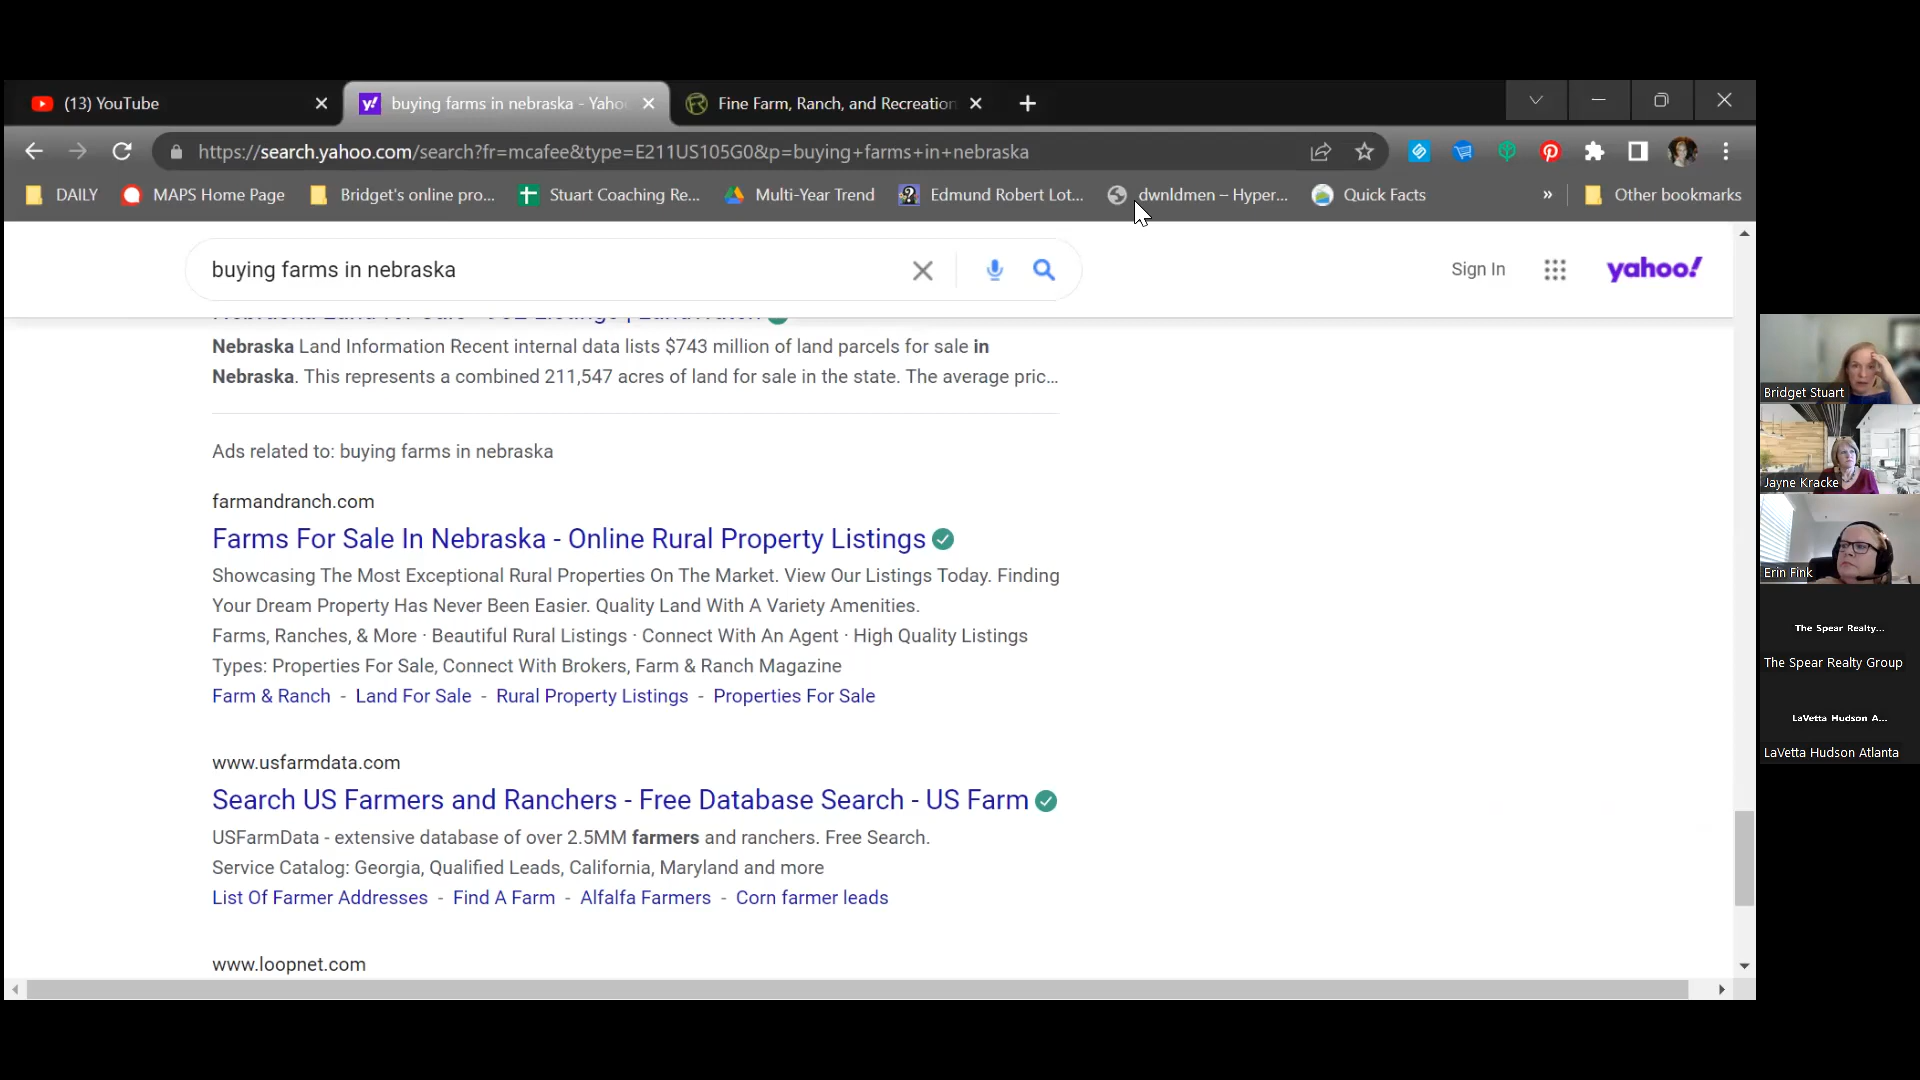 (13) YouTube
buying farms in nebraska - Yaho
Fine Farm, Ranch, and Recreation
https://search.yahoo.com/search?fr=mcafee&type=E211US105G0&p=buying+farms+in+nebraska
DAILY
MAPS Home Page
Bridget's online pro...
Stuart Coaching Re...
Multi-Year Trend
Edmund Robert Lot...
dwnldmen – Hyper...
Quick Facts
»
Other bookmarks
buying farms in nebraska
Sign In
yahoo!
Nebraska Land Information Recent internal data lists $743 million of land parcels for sale in
Nebraska. This represents a combined 211,547 acres of land for sale in the state. The average pric...
Ads related to: buying farms in nebraska
farmandranch.com
Farms For Sale In Nebraska - Online Rural Property Listings
Showcasing The Most Exceptional Rural Properties On The Market. View Our Listings Today. Finding
Your Dream Property Has Never Been Easier. Quality Land With A Variety Amenities.
Farms, Ranches, & More · Beautiful Rural Listings · Connect With An Agent · High Quality Listings
Types: Properties For Sale, Connect With Brokers, Farm & Ranch Magazine
Farm & Ranch - Land For Sale - Rural Property Listings - Properties For Sale
www.usfarmdata.com
Search US Farmers and Ranchers - Free Database Search - US Farm
USFarmData - extensive database of over 2.5MM farmers and ranchers. Free Search.
Service Catalog: Georgia, Qualified Leads, California, Maryland and more
List Of Farmer Addresses - Find A Farm - Alfalfa Farmers - Corn farmer leads
www.loopnet.com
Bridget Stuart
Jayne Kracke
Erin Fink
The Spear Realty...
The Spear Realty Group
LaVetta Hudson A...
LaVetta Hudson Atlanta